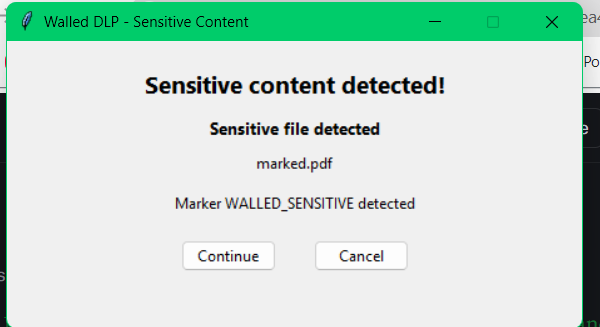 Walled DLP - Sensitive Content
Sensitive content detected!
Sensitive file detected
marked.pdf
Marker WALLED_SENSITIVE detected
Continue
Cancel